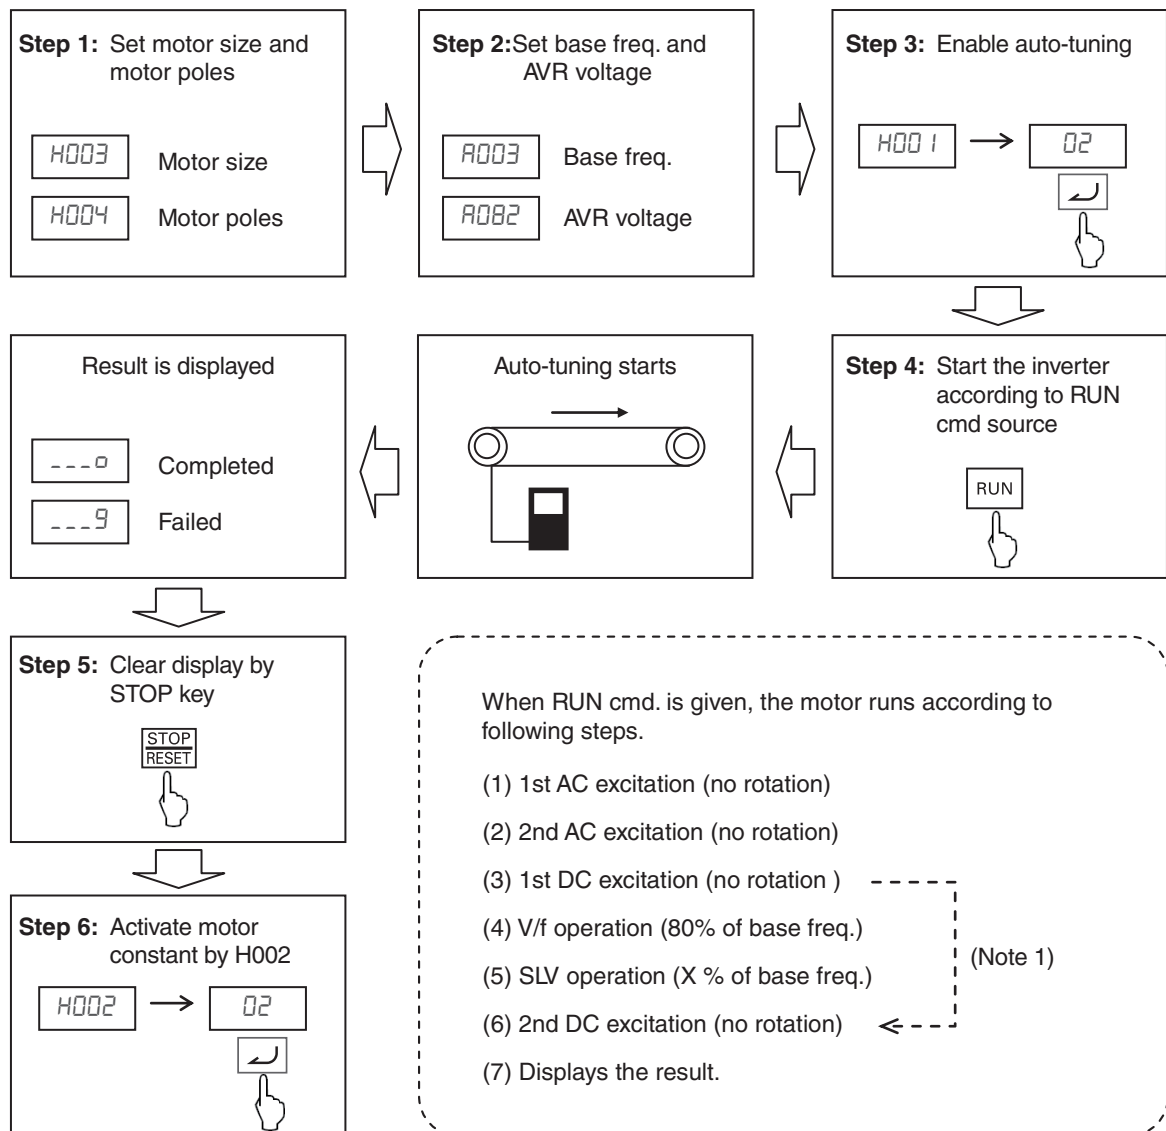 Step 1: Set motor size and
motor poles
H003 Motor size
H004 Motor poles
Step 2:Set base freq. and
AVR voltage
A003 Base freq.
A082 AVR voltage
Step 3: Enable auto-tuning
H001 02
Step 4: Start the inverter
according to RUN
cmd source
RUN
Auto-tuning starts
Result is displayed
___o Completed
___9 Failed
Step 5: Clear display by
STOP key
STOP
RESET
Step 6: Activate motor
constant by H002
H002 02
When RUN cmd. is given, the motor runs according to
following steps.
(1) 1st AC excitation (no rotation)
(2) 2nd AC excitation (no rotation)
(3) 1st DC excitation (no rotation )
(4) V/f operation (80% of base freq.)
(5) SLV operation (X % of base freq.)
(6) 2nd DC excitation (no rotation)
(7) Displays the result.
(Note 1)